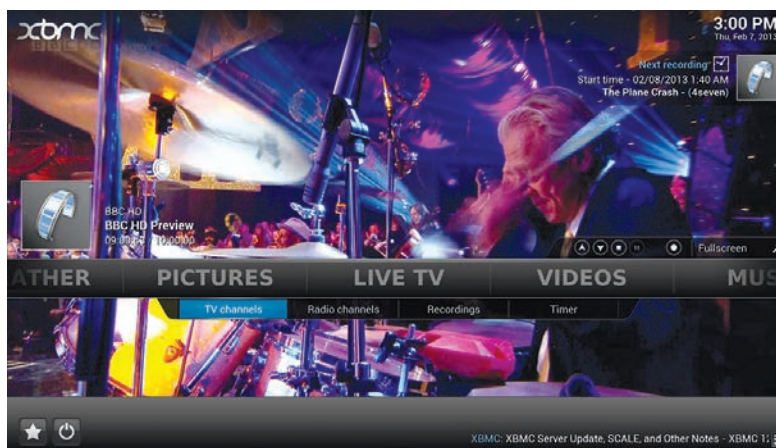 xbmc
3:00 PM
Thu, Feb 7, 2013
Next recording
Start time - 02/08/2013 1:40 AM
The Plane Crash - (4seven)
BBC HD
BBC HD Preview
Fullscreen
ATHER PICTURES LIVE TV VIDEOS MUS
TV channels Radio channels Recordings Timer
XBMC: XBMC Server Update, SCALE, and Other Notes - XBMC